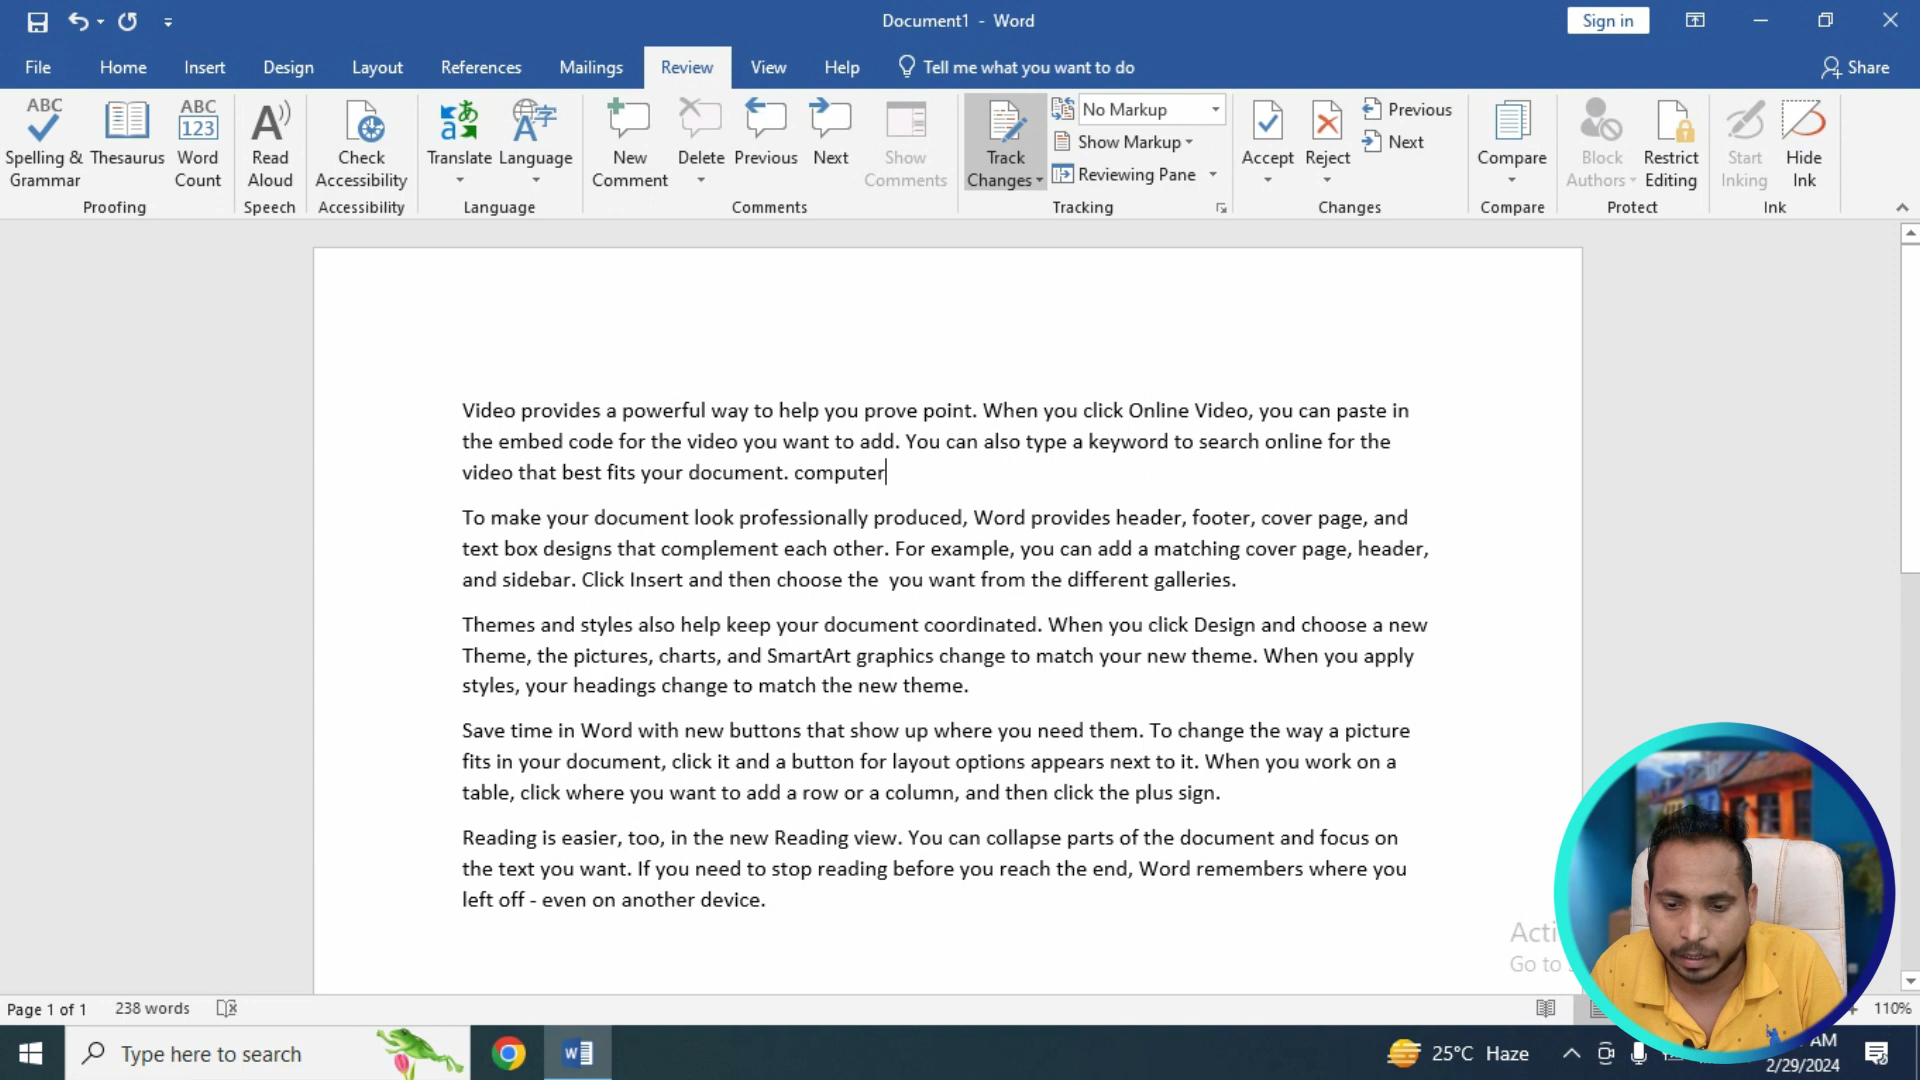 Document1 - Word
Sign in
File Home Insert Design Layout References Mailings Review View Help Tell me what you want to do Share
ABC Spelling & Grammar
Thesaurus
ABC 123 Word Count
Proofing
A Read Aloud
Speech
Check Accessibility
Accessibility
Translate
Language
Language
New Comment
Delete
Previous
Next
Show Comments
Comments
Track Changes
No Markup
Show Markup
Reviewing Pane
Tracking
Accept
Reject
Previous
Next
Changes
Compare
Compare
Block Authors
Restrict Editing
Protect
Start Inking
Hide Ink
Ink
Video provides a powerful way to help you prove point. When you click Online Video, you can paste in
the embed code for the video you want to add. You can also type a keyword to search online for the
video that best fits your document. computer
To make your document look professionally produced, Word provides header, footer, cover page, and
text box designs that complement each other. For example, you can add a matching cover page, header,
and sidebar. Click Insert and then choose the  you want from the different galleries.
Themes and styles also help keep your document coordinated. When you click Design and choose a new
Theme, the pictures, charts, and SmartArt graphics change to match your new theme. When you apply
styles, your headings change to match the new theme.
Save time in Word with new buttons that show up where you need them. To change the way a picture
fits in your document, click it and a button for layout options appears next to it. When you work on a
table, click where you want to add a row or a column, and then click the plus sign.
Reading is easier, too, in the new Reading view. You can collapse parts of the document and focus on
the text you want. If you need to stop reading before you reach the end, Word remembers where you
left off - even on another device.
Acti
Go to
Page 1 of 1 238 words 110%
Type here to search
25°C Haze
AM
2/29/2024